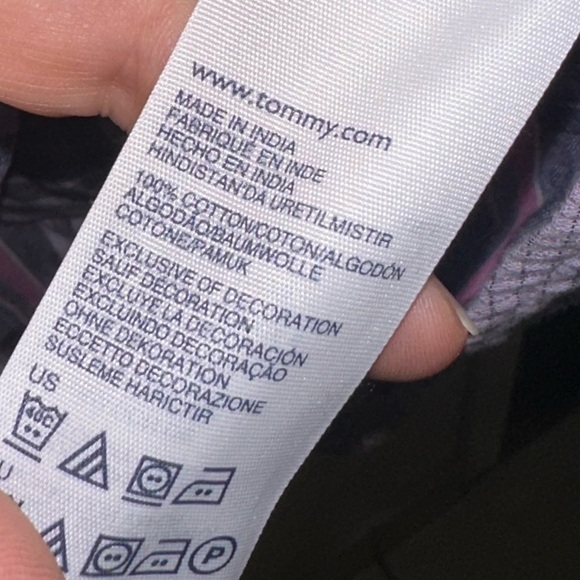 www.tommy.com
MADE IN INDIA
FABRIQUÉ EN INDE
HECHO EN INDIA
HINDISTAN'DA URETILMISTIR
100% COTTON/COTON/ALGODÓN
ALGODÃO/BAUMWOLLE
COTONE/PAMUK
EXCLUSIVE OF DECORATION
SAUF DÉCORATION
EXCLUYE LA DECORACIÓN
EXCLUINDO DECORAÇÃO
OHNE DEKORATION
ECCETTO DECORAZIONE
SUSLEME HARICTIR
US
40C
P